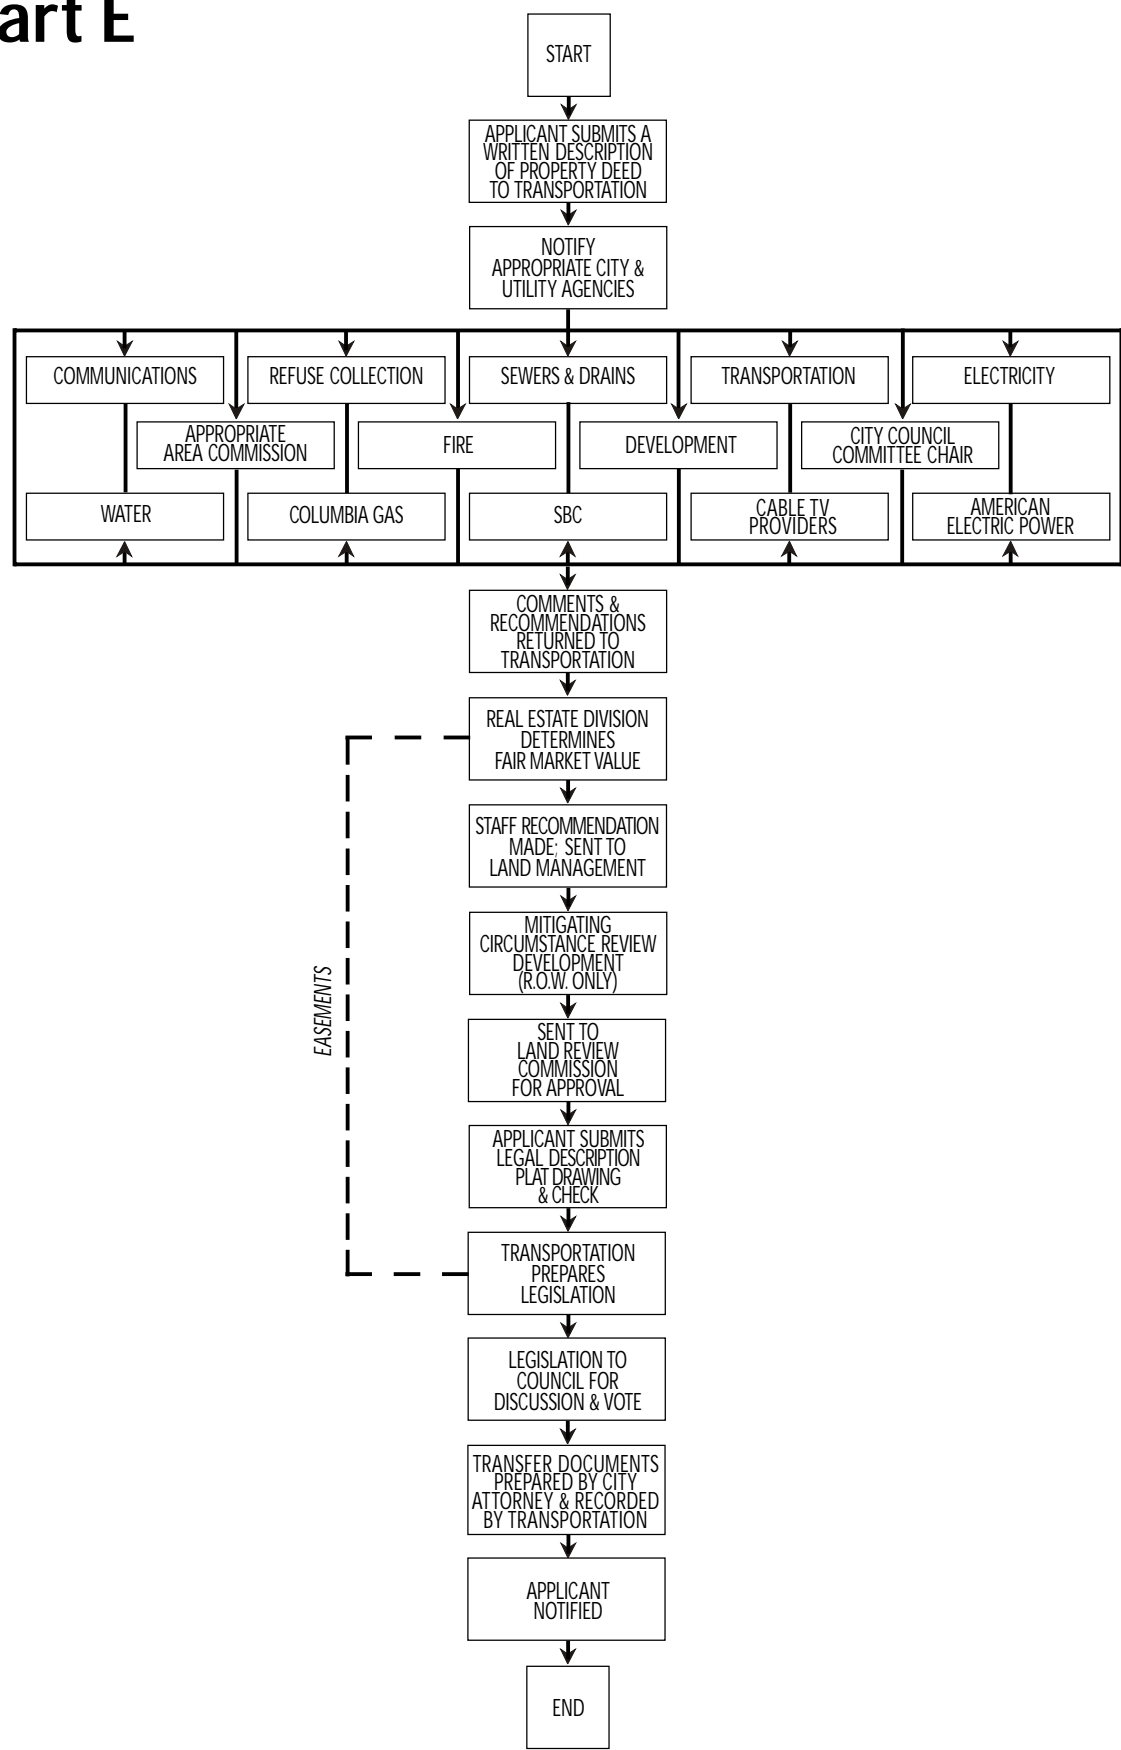 art E
START
APPLICANT SUBMITS A
WRITTEN DESCRIPTION
OF PROPERTY DEED
TO TRANSPORTATION
NOTIFY
APPROPRIATE CITY &
UTILITY AGENCIES
COMMUNICATIONS
REFUSE COLLECTION
SEWERS & DRAINS
TRANSPORTATION
ELECTRICITY
APPROPRIATE
AREA COMMISSION
FIRE
DEVELOPMENT
CITY COUNCIL
COMMITTEE CHAIR
WATER
COLUMBIA GAS
SBC
CABLE TV
PROVIDERS
AMERICAN
ELECTRIC POWER
COMMENTS &
RECOMMENDATIONS
RETURNED TO
TRANSPORTATION
REAL ESTATE DIVISION
DETERMINES
FAIR MARKET VALUE
STAFF RECOMMENDATION
MADE; SENT TO
LAND MANAGEMENT
MITIGATING
CIRCUMSTANCE REVIEW
DEVELOPMENT
(R.O.W. ONLY)
EASEMENTS
SENT TO
LAND REVIEW
COMMISSION
FOR APPROVAL
APPLICANT SUBMITS
LEGAL DESCRIPTION
PLAT DRAWING
& CHECK
TRANSPORTATION
PREPARES
LEGISLATION
LEGISLATION TO
COUNCIL FOR
DISCUSSION & VOTE
TRANSFER DOCUMENTS
PREPARED BY CITY
ATTORNEY & RECORDED
BY TRANSPORTATION
APPLICANT
NOTIFIED
END